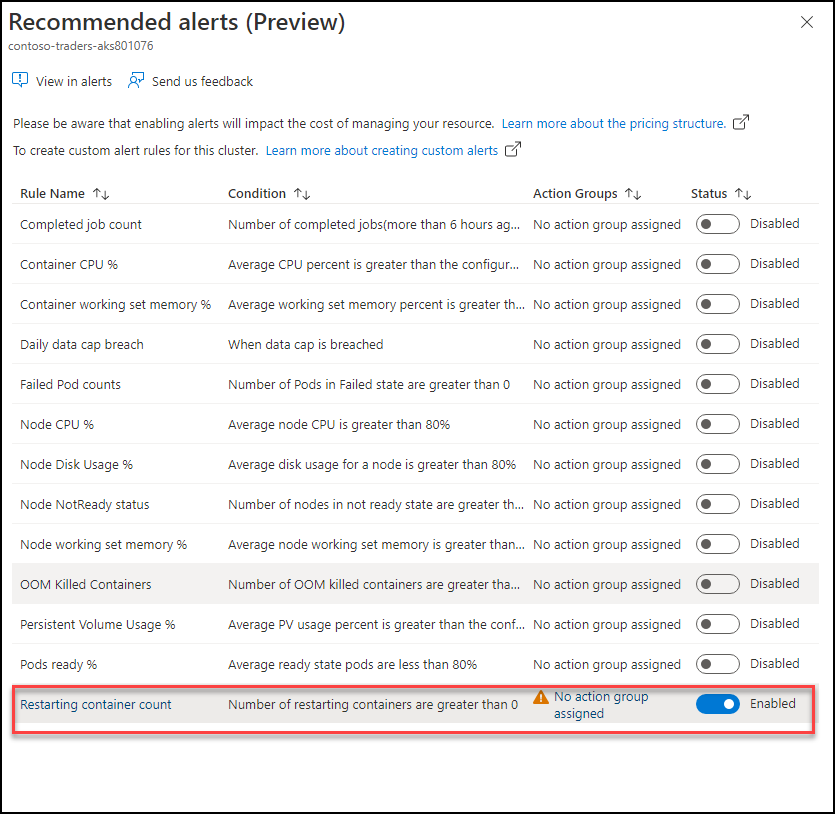 Recommended alerts (Preview)
contoso-traders-aks801076
View in alerts Send us feedback
Please be aware that enabling alerts will impact the cost of managing your resource. Learn more about the pricing structure.
To create custom alert rules for this cluster. Learn more about creating custom alerts
Rule Name Condition Action Groups Status
Completed job count Number of completed jobs(more than 6 hours ag... No action group assigned Disabled
Container CPU % Average CPU percent is greater than the configur... No action group assigned Disabled
Container working set memory % Average working set memory percent is greater th... No action group assigned Disabled
Daily data cap breach When data cap is breached No action group assigned Disabled
Failed Pod counts Number of Pods in Failed state are greater than 0 No action group assigned Disabled
Node CPU % Average node CPU is greater than 80% No action group assigned Disabled
Node Disk Usage % Average disk usage for a node is greater than 80% No action group assigned Disabled
Node NotReady status Number of nodes in not ready state are greater th... No action group assigned Disabled
Node working set memory % Average node working set memory is greater than... No action group assigned Disabled
OOM Killed Containers Number of OOM killed containers are greater tha... No action group assigned Disabled
Persistent Volume Usage % Average PV usage percent is greater than the conf... No action group assigned Disabled
Pods ready % Average ready state pods are less than 80% No action group assigned Disabled
Restarting container count Number of restarting containers are greater than 0 No action group Enabled
assigned